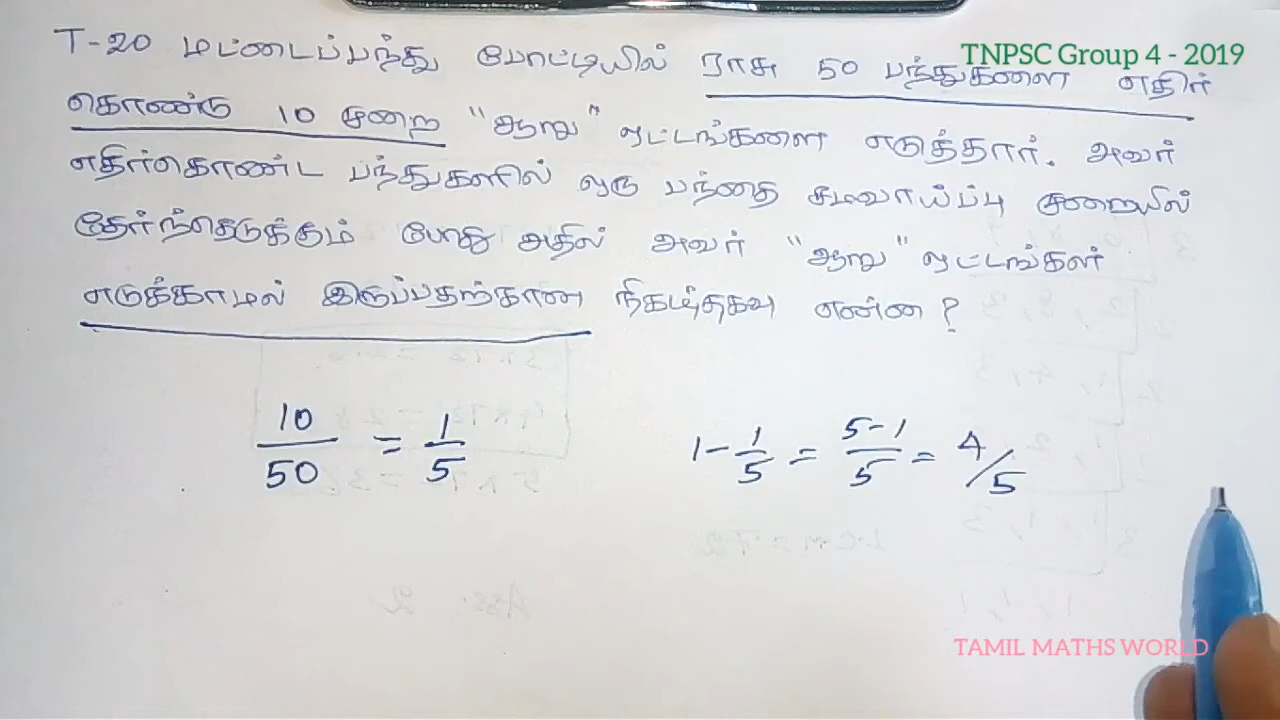 T-20 மட்டைப்பந்து போட்டியில் ராசு 50 பந்துகளை எதிர்
TNPSC Group 4 - 2019
கொண்டு 10 முறை "ஆறு" ஓட்டங்களை எடுத்தார். அவர்
எதிர்கொண்ட பந்துகளில் ஒரு பந்தை சமவாய்ப்பு முறையில்
தேர்ந்தெடுக்கும் போது அதில் அவர் "ஆறு" ஓட்டங்கள்
எடுக்காமல் இருப்பதற்கான நிகழ்தகவு என்ன?
10/50 = 1/5
1 - 1/5 = 5-1/5 = 4/5
TAMIL MATHS WORLD